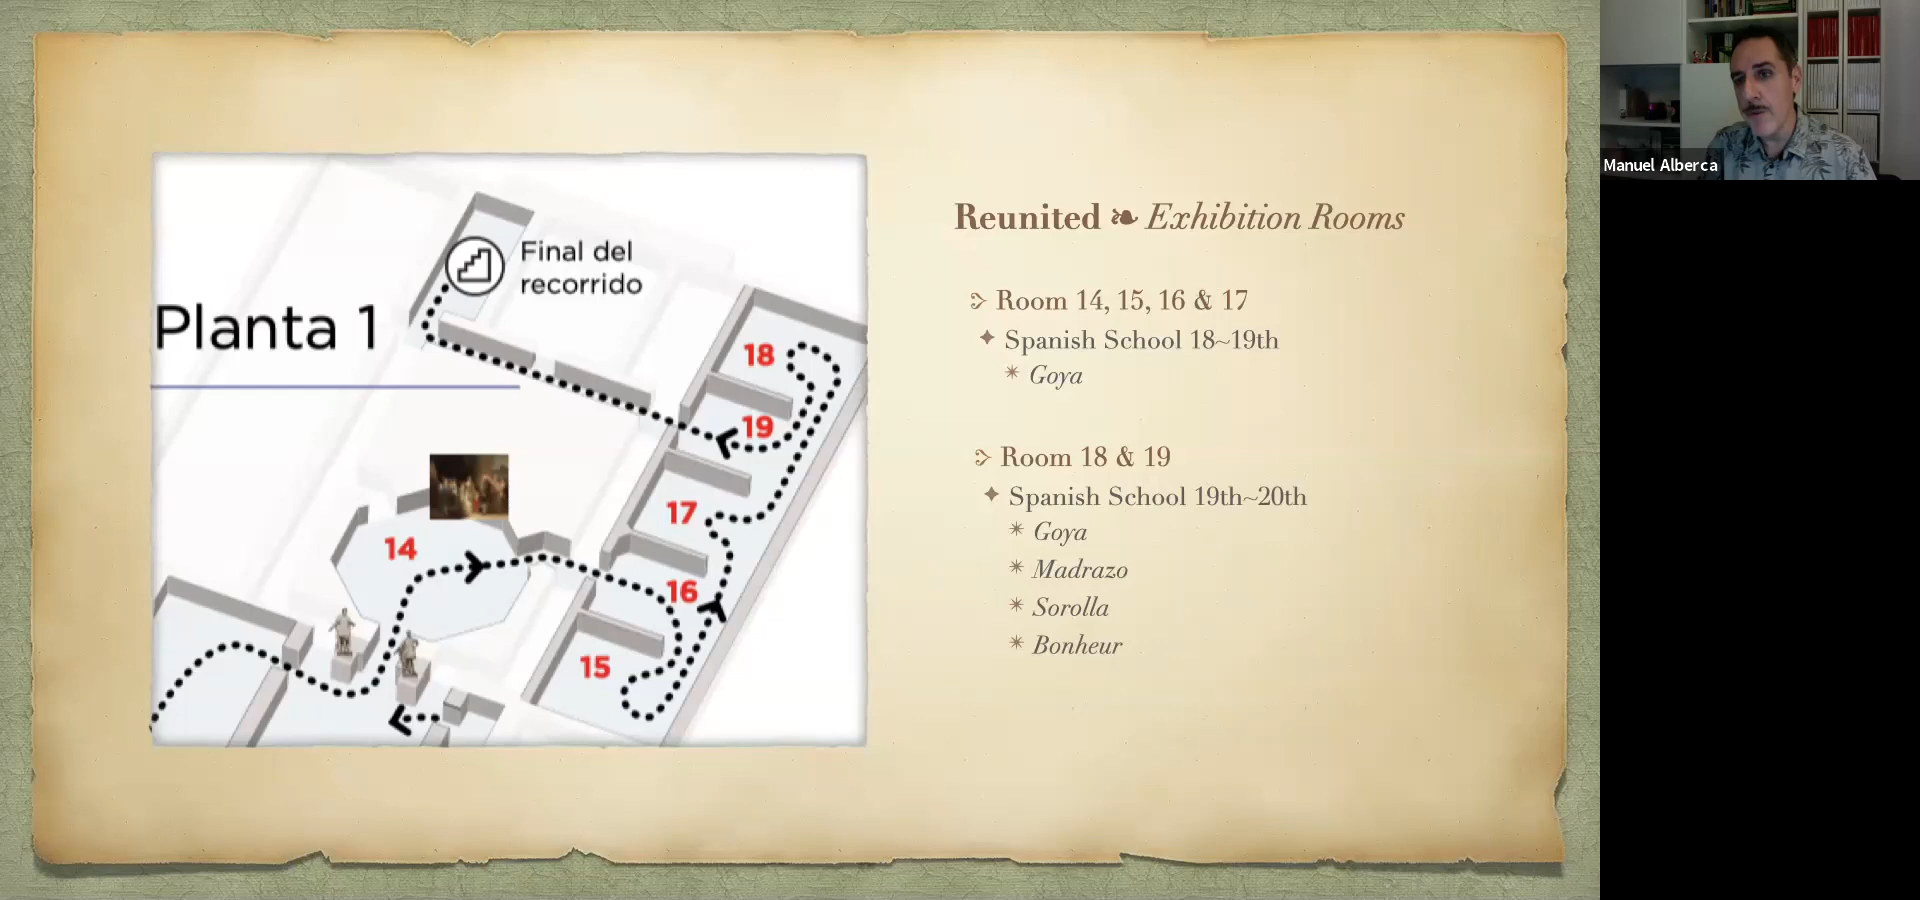 Final del
recorrido
Planta 1
18
19
17
14
16
15
Reunited ❧ Exhibition Rooms
Room 14, 15, 16 & 17
Spanish School 18~19th
Goya
Room 18 & 19
Spanish School 19th~20th
Goya
Madrazo
Sorolla
Bonheur
Manuel Alberca